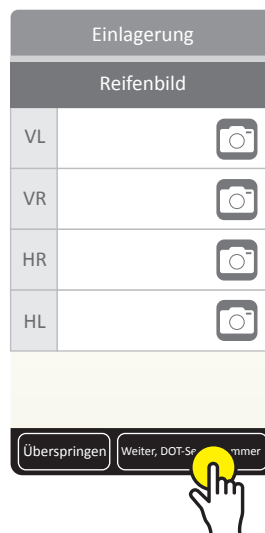 Einlagerung
Reifenbild
VL
VR
HR
HL
Überspringen
Weiter, DOT-Se mmer